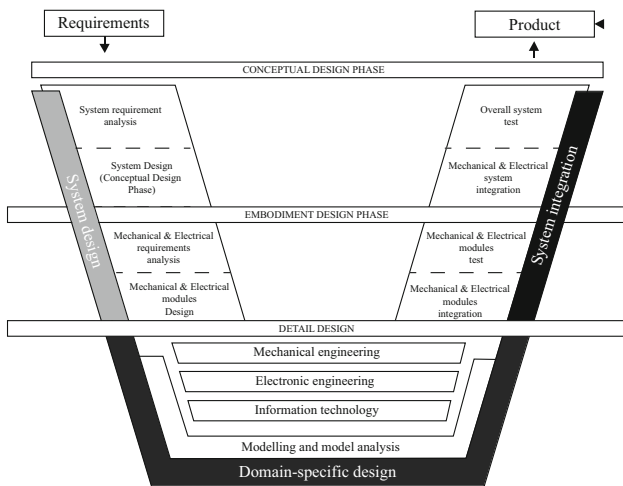 Requirements
Product
CONCEPTUAL DESIGN PHASE
System requirement
analysis
Overall system
test
System Design
(Conceptual Design
Phase)
Mechanical & Electrical
system
integration
System design
System integration
EMBODIMENT DESIGN PHASE
Mechanical & Electrical
requirements
analysis
Mechanical & Electrical
modules
test
Mechanical & Electrical
modules
Design
Mechanical & Electrical
modules
integration
DETAIL DESIGN
Mechanical engineering
Electronic engineering
Information technology
Modelling and model analysis
Domain-specific design